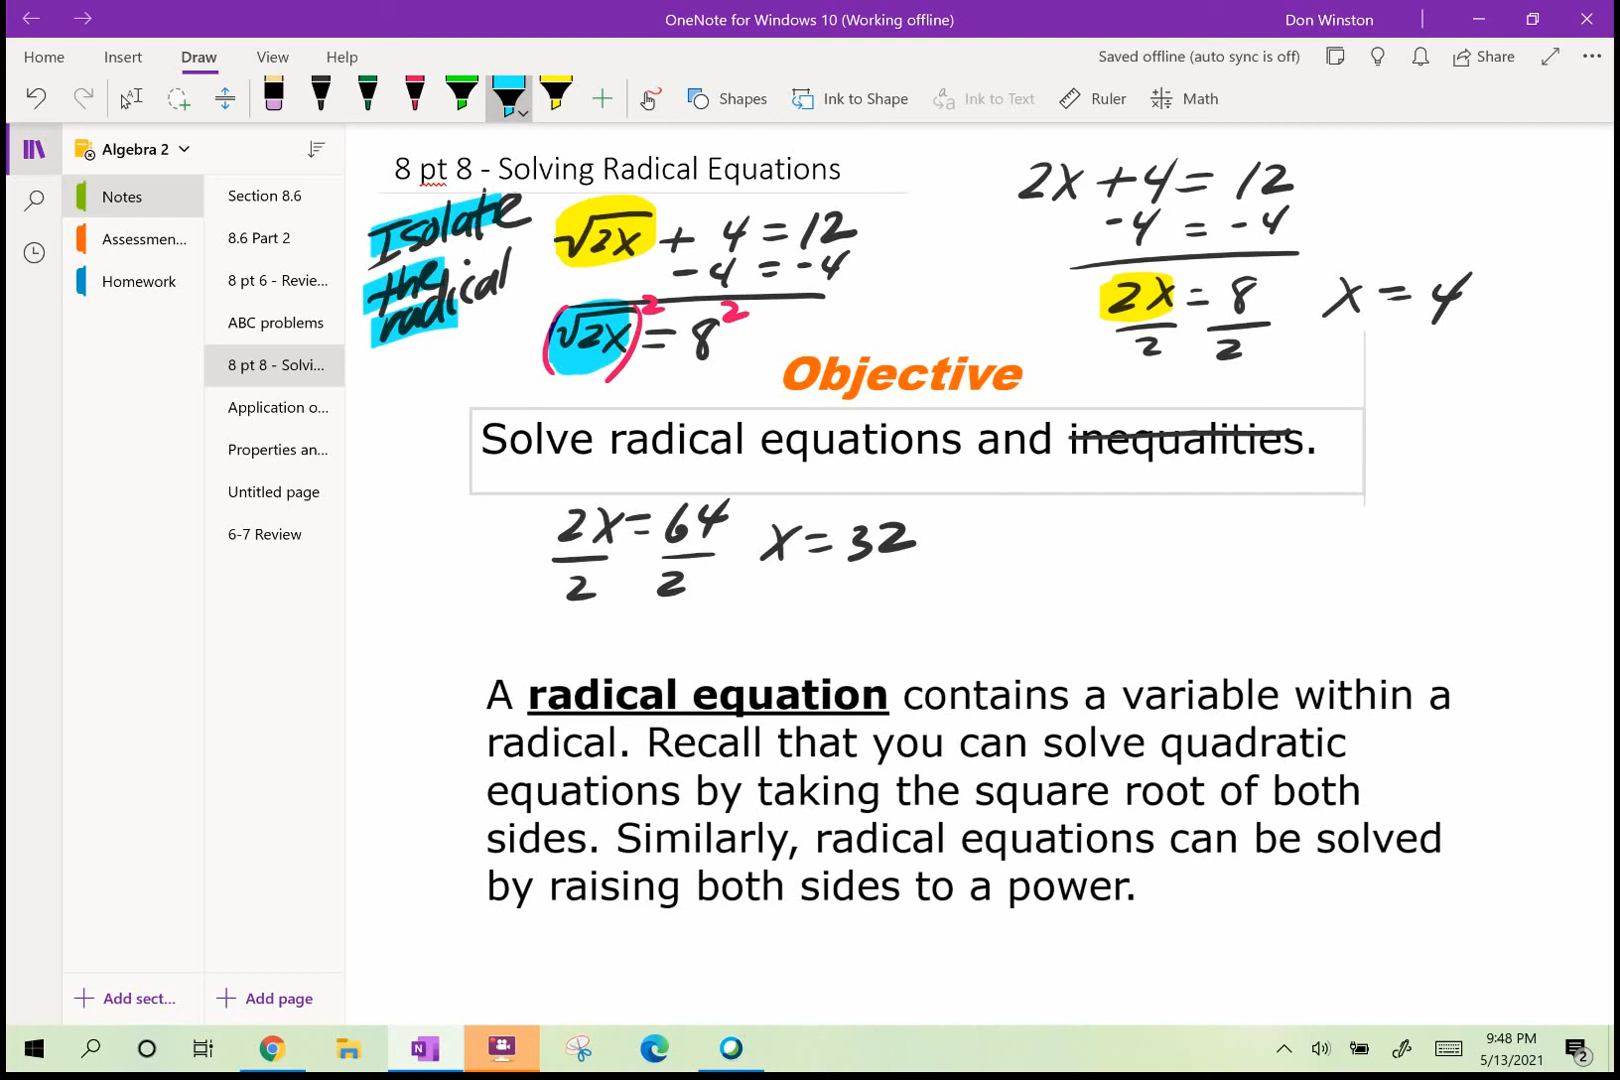 OneNote for Windows 10 (Working offline)
Don Winston
Home Insert Draw View Help
Saved offline (auto sync is off)
Share
Shapes
Ink to Shape
Ink to Text
Ruler
Math
Algebra 2
Notes
Assessmen...
Homework
Section 8.6
8.6 Part 2
8 pt 6 - Revie...
ABC problems
8 pt 8 - Solvi...
Application o...
Properties an...
Untitled page
6-7 Review
Add sect...
Add page
8 pt 8 - Solving Radical Equations
Isolate
the
radical
radical
√2x + 4 = 12
-4 = -4
(√2x)² = 8²
2x + 4 = 12
-4 = -4
2x = 8
2 2
x = 4
Objective
Solve radical equations and inequalities.
2x = 64
2 2
x = 32
A radical equation contains a variable within a
radical. Recall that you can solve quadratic
equations by taking the square root of both
sides. Similarly, radical equations can be solved
by raising both sides to a power.
9:48 PM
5/13/2021
2